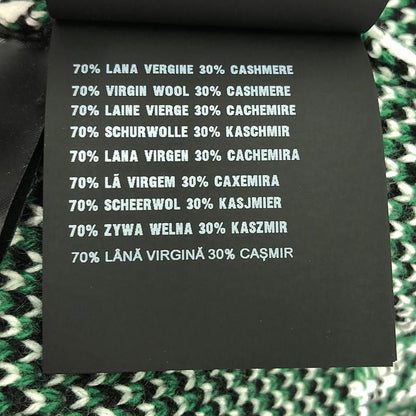 70% LANA VERGINE 30% CASHMERE
70% VIRGIN WOOL 30% CASHMERE
70% LAINE VIERGE 30% CACHEMIRE
70% SCHURWOLLE 30% KASCHMIR
70% LANA VIRGEN 30% CACHEMIRA
70% LÃ VIRGEM 30% CAXEMIRA
70% SCHEERWOL 30% KASJMIER
70% ZYWA WELNA 30% KASZMIR
70% LÂNĂ VIRGINĂ 30% CAŞMIR